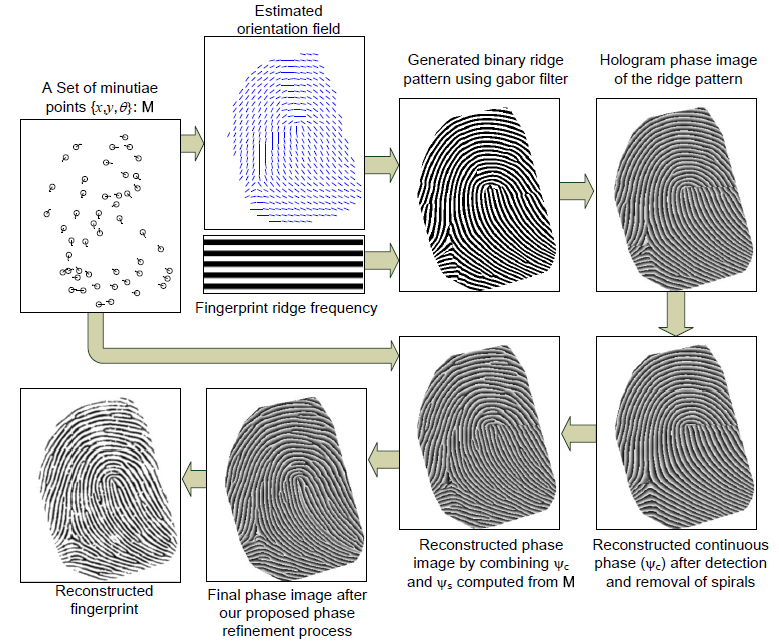 A Set of minutiae
points {x,y,θ}: M
Estimated
orientation field
Fingerprint ridge frequency
Generated binary ridge
pattern using gabor filter
Hologram phase image
of the ridge pattern
Reconstructed continuous
phase (ψc) after detection
and removal of spirals
Reconstructed phase
image by combining ψc
and ψs computed from M
Final phase image after
our proposed phase
refinement process
Reconstructed
fingerprint